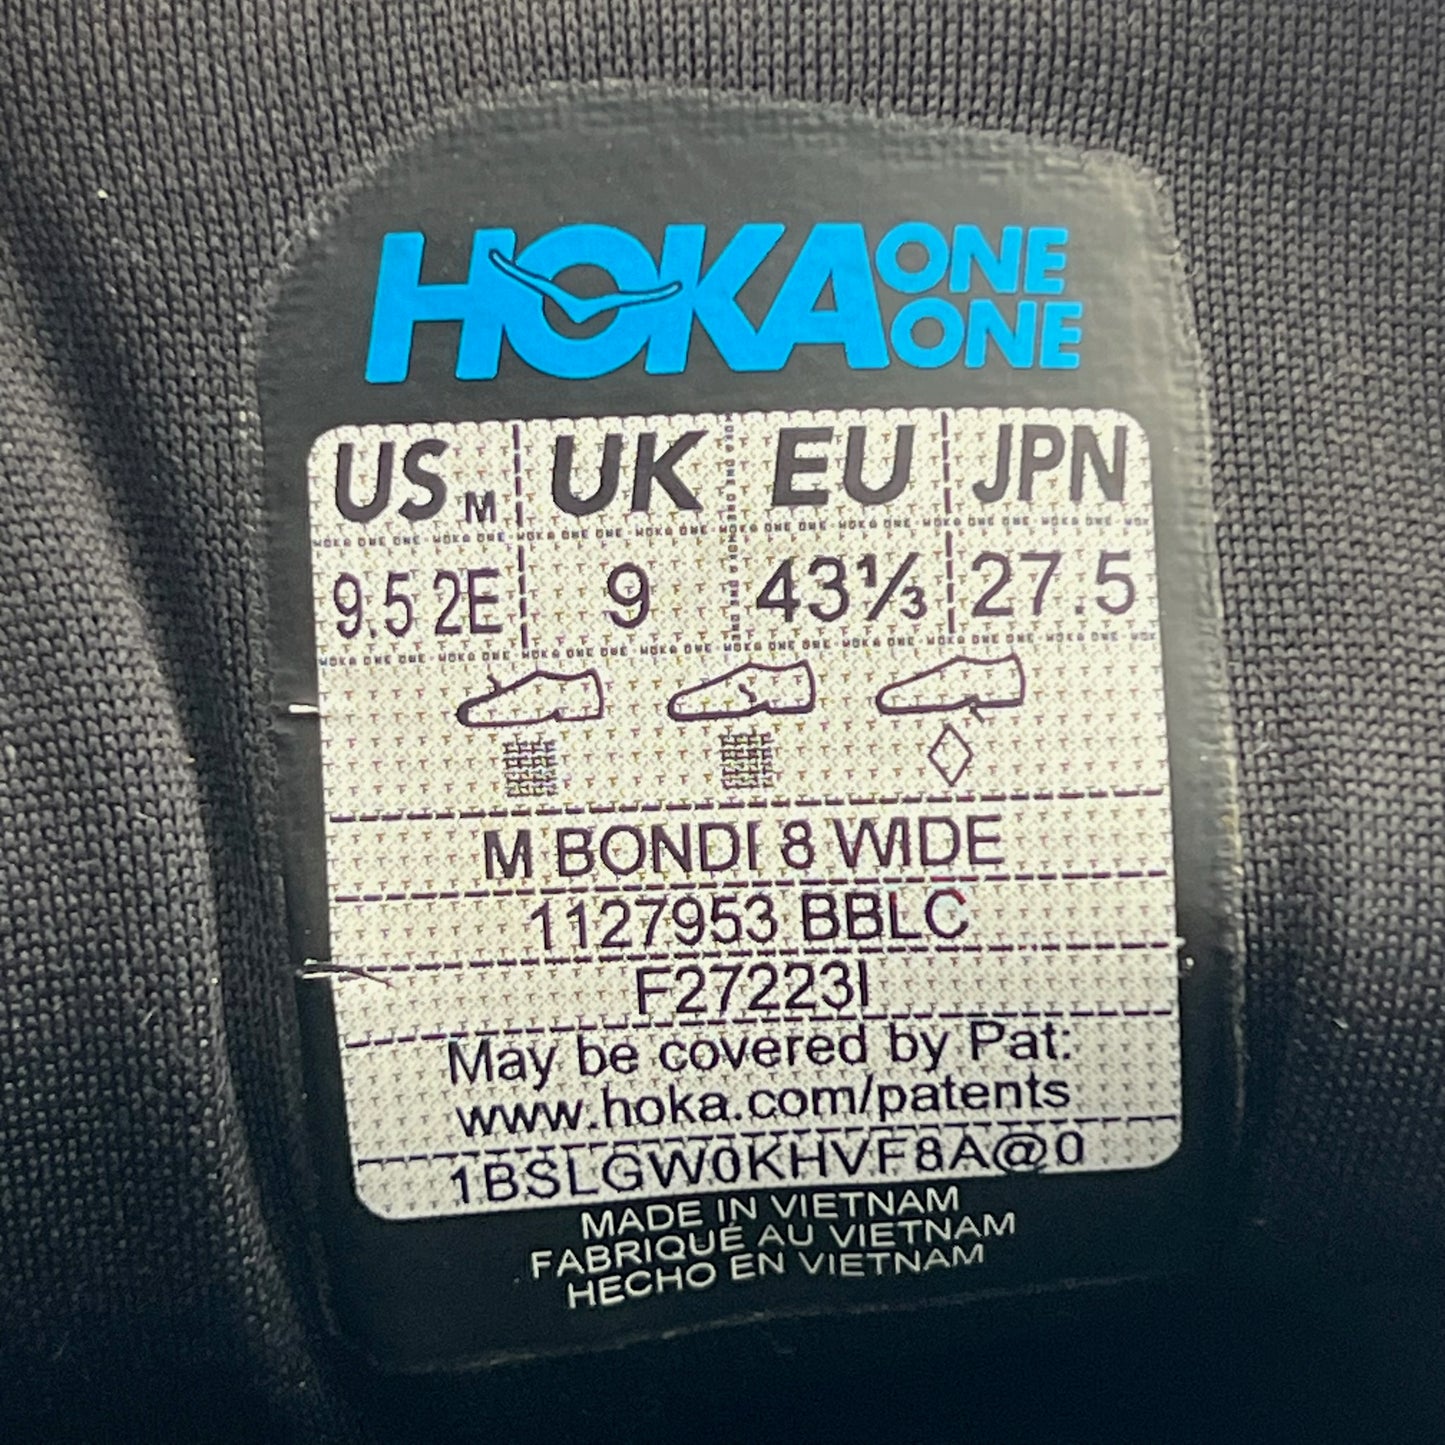 HOKA ONE ONE
US M UK EU JPN
9.5 2E 9 43⅓ 27.5
M BONDI 8 WIDE
1127953 BBLC
F27223I
May be covered by Pat:
www.hoka.com/patents
1BSLGW0KHVF8A@0
MADE IN VIETNAM
FABRIQUÉ AU VIETNAM
HECHO EN VIETNAM